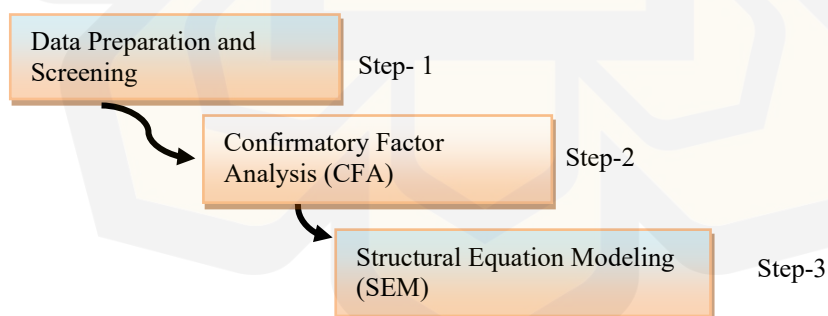 Data Preparation and
Screening
Step- 1
Confirmatory Factor
Analysis (CFA)
Step-2
Structural Equation Modeling
(SEM)
Step-3